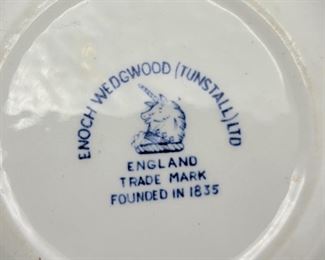 ENOCH WEDGWOOD (TUNSTALL) LTD
ENGLAND
TRADE MARK
FOUNDED IN 1835